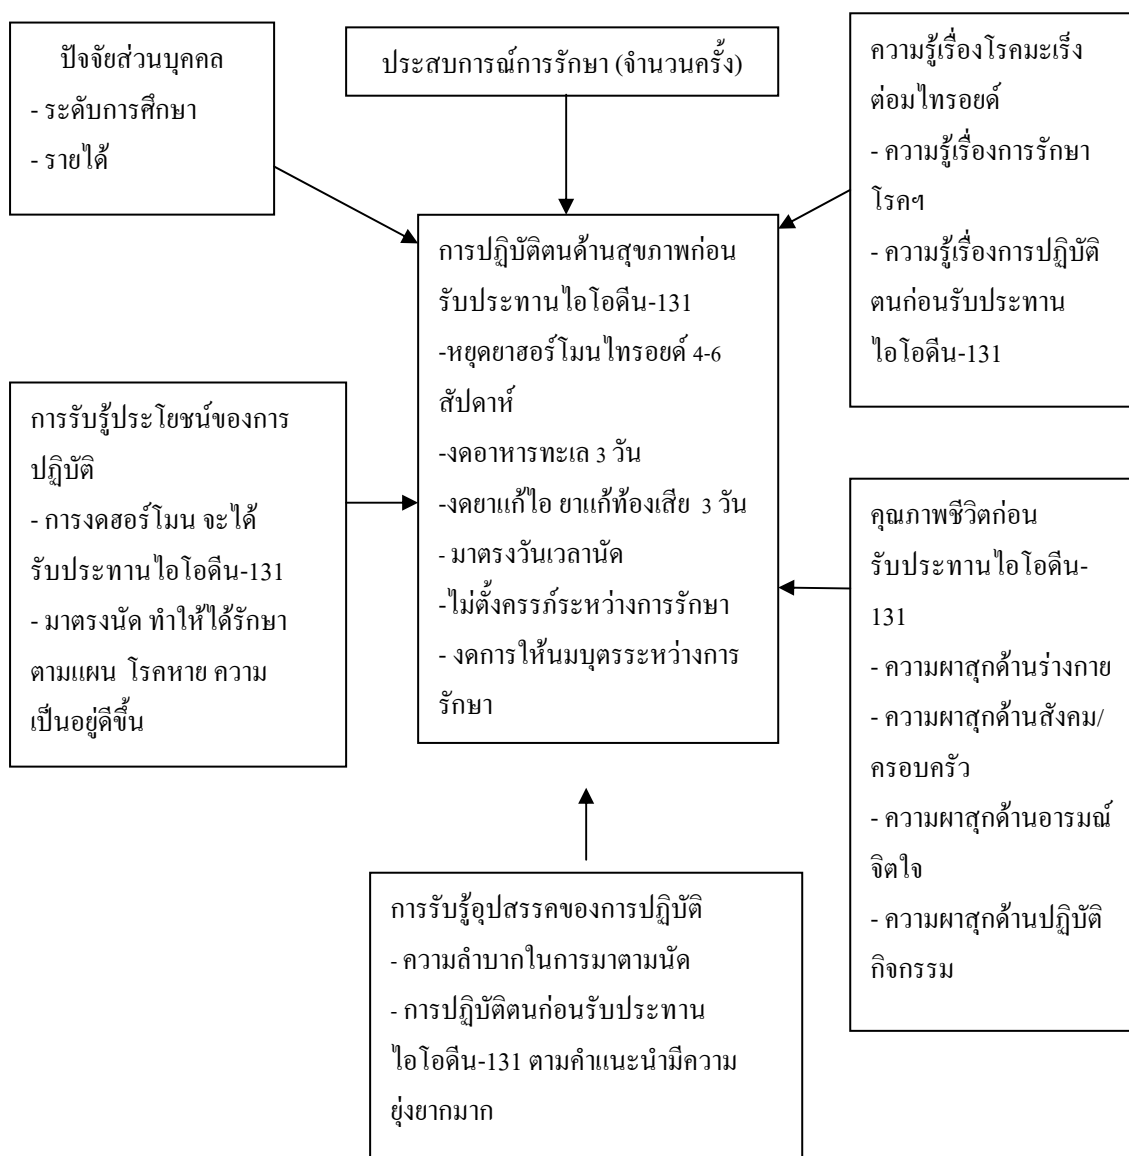 ปัจจัยส่วนบุคคล
- ระดับการศึกษา
- รายได้
ประสบการณ์การรักษา (จำนวนครั้ง)
ความรู้เรื่องโรคมะเร็ง
ต่อมไทรอยด์
- ความรู้เรื่องการรักษา
โรคฯ
- ความรู้เรื่องการปฏิบัติ
ตนก่อนรับประทาน
ไอโอดีน-131
การปฏิบัติตนด้านสุขภาพก่อน
รับประทานไอโอดีน-131
-หยุดยาฮอร์โมนไทรอยด์ 4-6
สัปดาห์
-งดอาหารทะเล 3 วัน
-งดยาแก้ไอ ยาแก้ท้องเสีย 3 วัน
- มาตรงวันเวลานัด
-ไม่ตั้งครรภ์ระหว่างการรักษา
- งดการให้นมบุตรระหว่างการ
รักษา
การรับรู้ประโยชน์ของการ
ปฏิบัติ
- การงดฮอร์โมน จะได้
รับประทานไอโอดีน-131
- มาตรงนัด ทำให้ได้รักษา
ตามแผน โรคหาย ความ
เป็นอยู่ดีขึ้น
คุณภาพชีวิตก่อน
รับประทานไอโอดีน-
131
- ความผาสุกด้านร่างกาย
- ความผาสุกด้านสังคม/
ครอบครัว
- ความผาสุกด้านอารมณ์
จิตใจ
- ความผาสุกด้านปฏิบัติ
กิจกรรม
การรับรู้อุปสรรคของการปฏิบัติ
- ความลำบากในการมาตามนัด
- การปฏิบัติตนก่อนรับประทาน
ไอโอดีน-131 ตามคำแนะนำมีความ
ยุ่งยากมาก